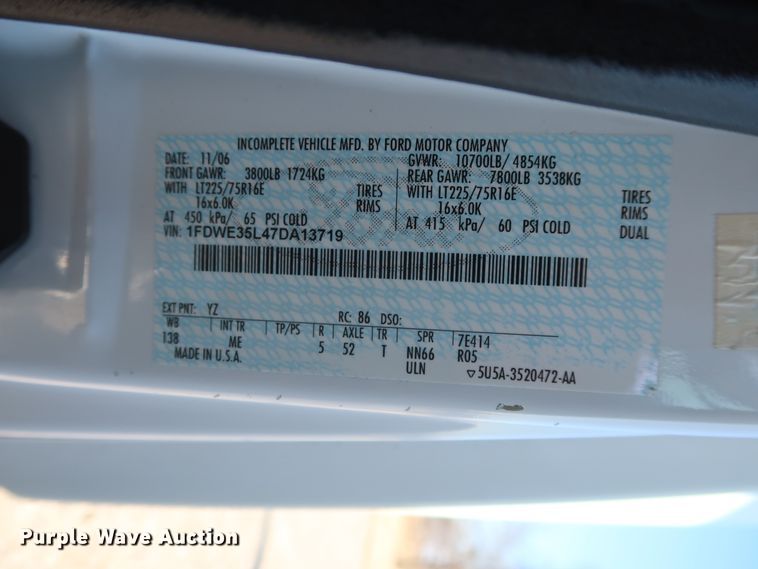 INCOMPLETE VEHICLE MFD. BY FORD MOTOR COMPANY
DATE: 11/06 GVWR: 10700LB/ 4854KG
FRONT GAWR: 3800LB 1724KG REAR GAWR: 7800LB 3538KG
WITH LT225/75R16E TIRES WITH LT225/75R16E TIRES
16x6.0K RIMS 16x6.0K RIMS
AT 450 kPa/ 65 PSI COLD AT 415 kPa/ 60 PSI COLD DUAL
VIN: 1FDWE35L47DA13719
EXT PNT: YZ RC: 86 DSO:
WB INT TR TP/PS R AXLE TR SPR 7E414
138 ME 5 52 T NN66 R05
MADE IN U.S.A. ULN 5U5A-3520472-AA
Purple Wave Auction